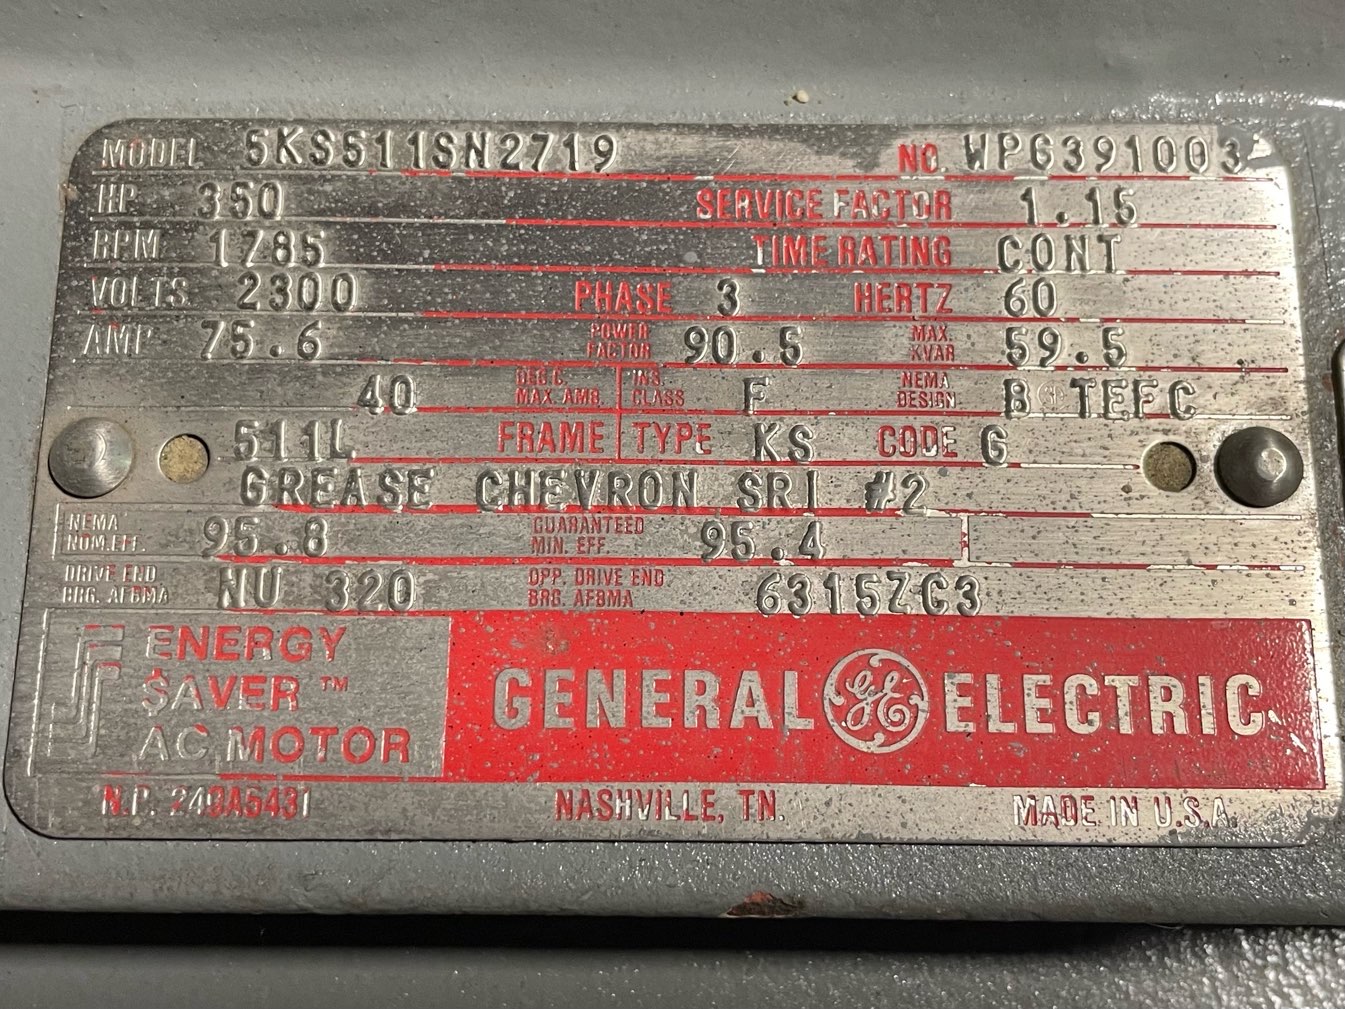 MODEL 5KS511SN2719 NO. WPG391003
HP 350 SERVICE FACTOR 1.15
RPM 1785 TIME RATING CONT
VOLTS 2300 PHASE 3 HERTZ 60
AMP 75.6 POWER FACTOR 90.5 MAX. KVAR 59.5
40 DEG. C. MAX. AMB. INS. CLASS F NEMA DESIGN B GE TEFC
511L FRAME TYPE KS CODE G
GREASE CHEVRON SRI #2
NEMA NOM. EFF. 95.8 GUARANTEED MIN. EFF. 95.4
DRIVE END BRG. AFBMA NU 320 OPP. DRIVE END BRG. AFBMA 6315ZC3
ENERGY
$AVER™
AC MOTOR
GENERAL GE ELECTRIC
N.P. 249A5431 NASHVILLE, TN. MADE IN U.S.A.